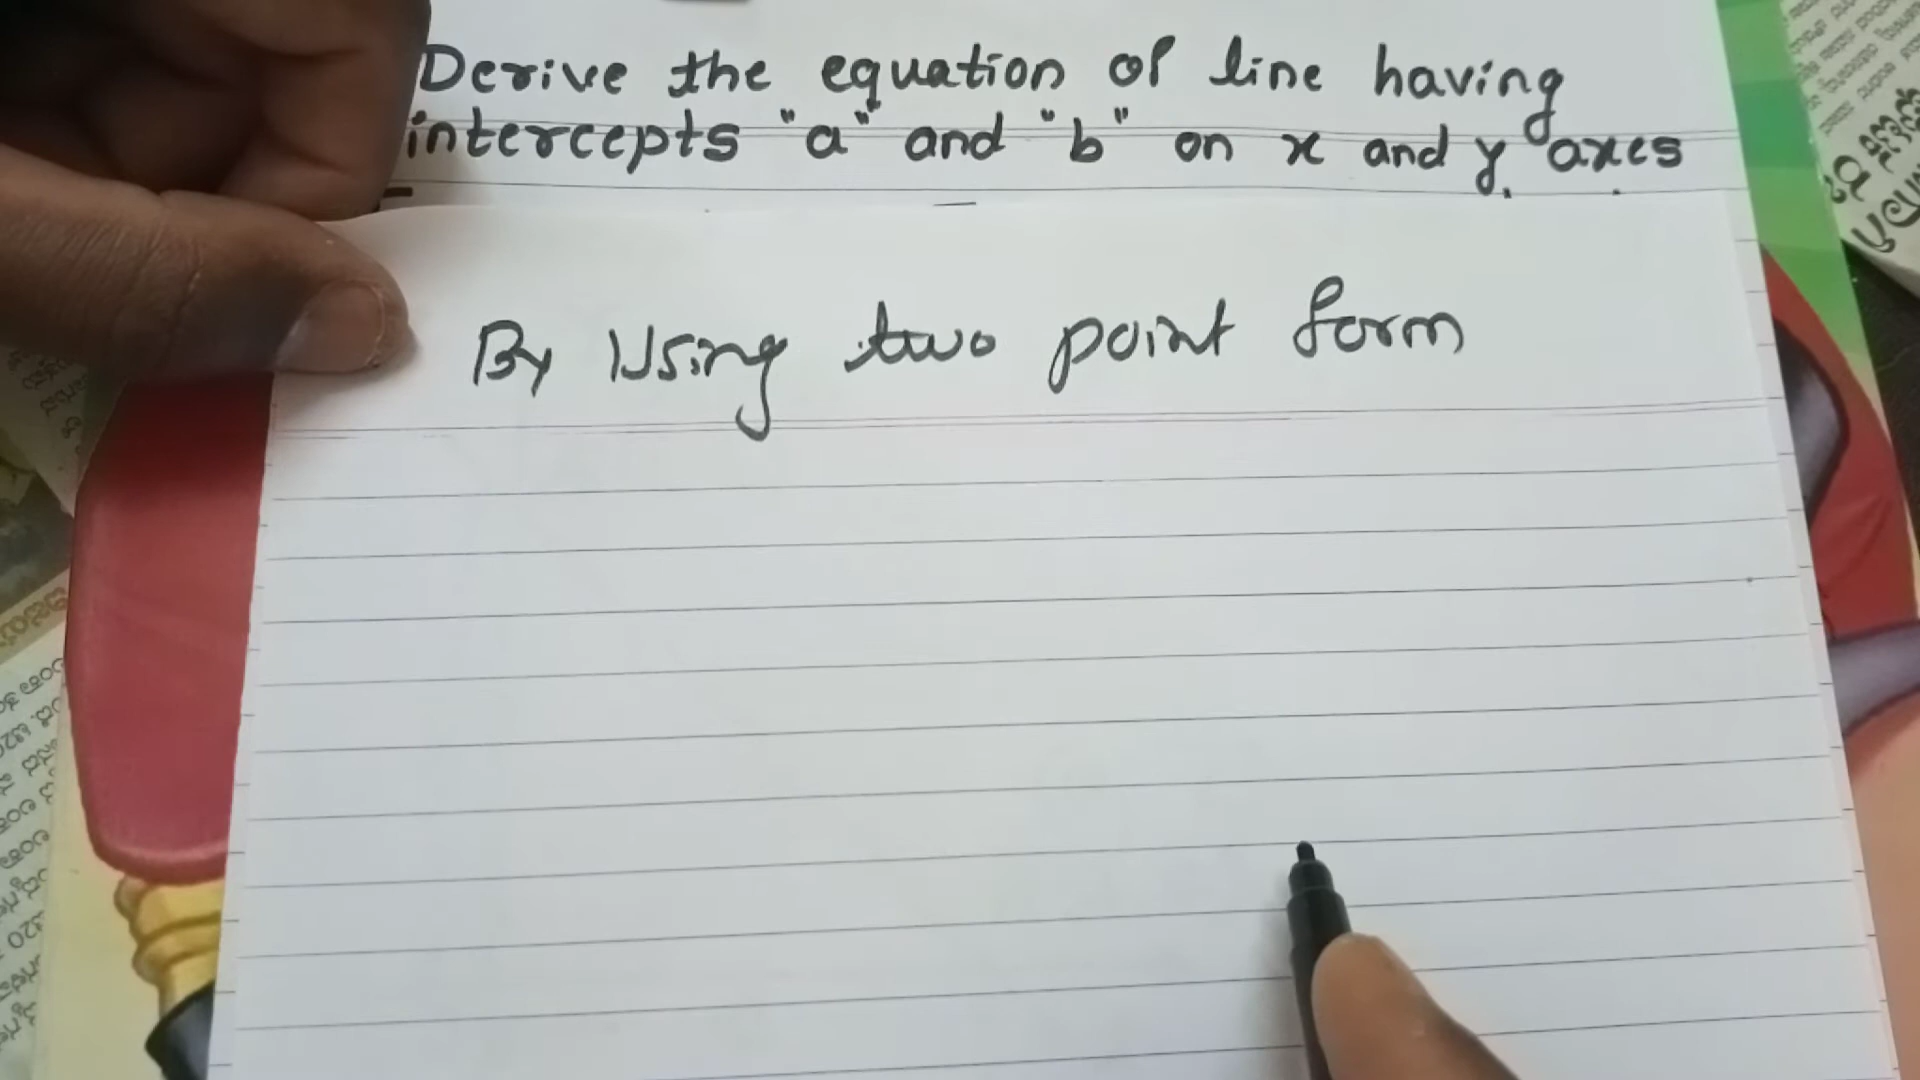 Derive the equation of line having
intercepts "a" and "b" on x and y axes
By Using two point form